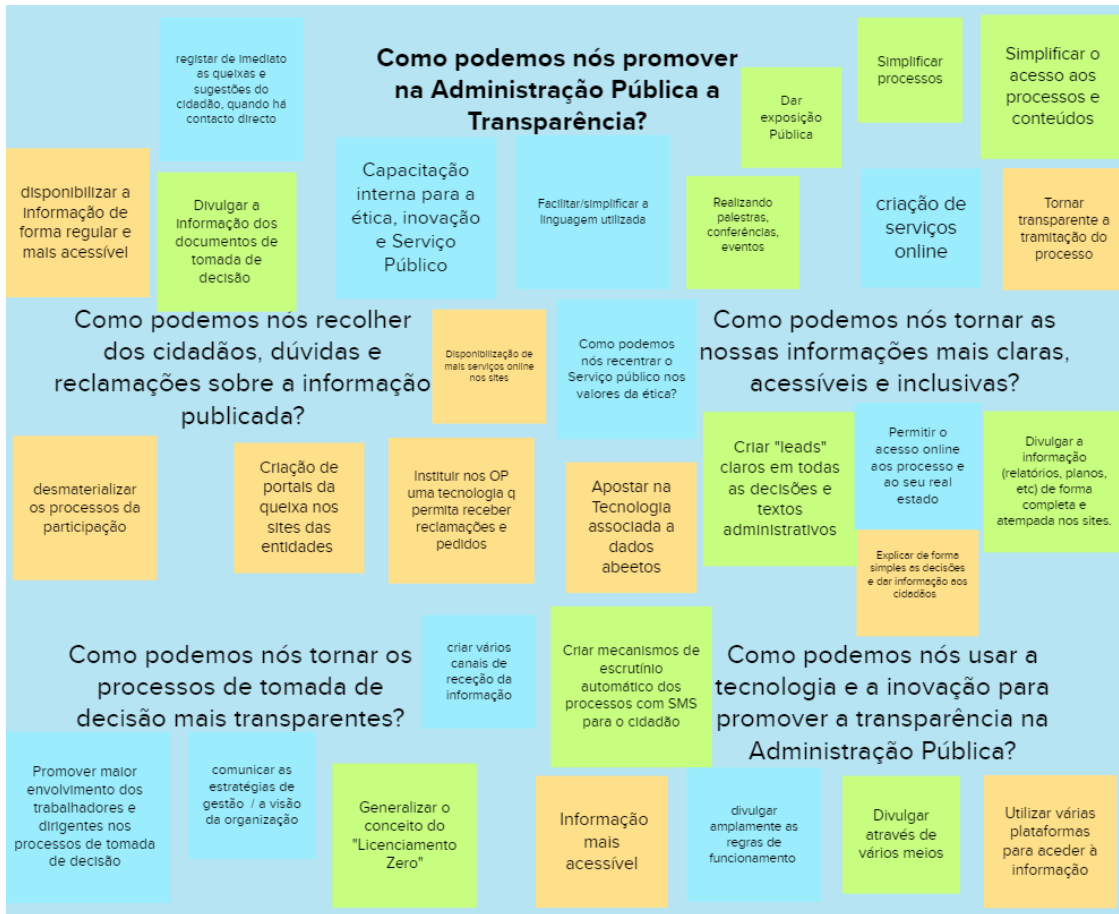 Como podemos nós promover
na Administração Pública a
Transparência?
registar de imediato
as queixas e
sugestões do
cidadão, quando há
contacto directo
Dar
exposição
Pública
Simplificar
processos
Simplificar o
acesso aos
processos e
conteúdos
disponibilizar a
informação de
forma regular e
mais acessível
Divulgar a
informação dos
documentos de
tomada de
decisão
Capacitação
interna para a
ética, inovação
e Serviço
Público
Facilitar/simplificar a
linguagem utilizada
Realizando
palestras,
conferências,
eventos
criação de
serviços
online
Tornar
transparente a
tramitação do
processo
Como podemos nós recolher
dos cidadãos, dúvidas e
reclamações sobre a informação
publicada?
Disponibilização de
mais serviços online
nos sites
Como podemos
nós recentrar o
Serviço público nos
valores da ética?
Como podemos nós tornar as
nossas informações mais claras,
acessíveis e inclusivas?
desmaterializar
os processos da
participação
Criação de
portais da
queixa nos
sites das
entidades
Instituir nos OP
uma tecnologia q
permita receber
reclamações e
pedidos
Apostar na
Tecnologia
associada a
dados
abeetos
Criar "leads"
claros em todas
as decisões e
textos
administrativos
Permitir o
acesso online
aos processo e
ao seu real
estado
Divulgar a
informação
(relatórios, planos,
etc) de forma
completa e
atempada nos sites.
Explicar de forma
simples as decisões
e dar informação aos
cidadãos
Como podemos nós tornar os
processos de tomada de
decisão mais transparentes?
criar vários
canais de
receção da
informação
Criar mecanismos de
escrutínio
automático dos
processos com SMS
para o cidadão
Como podemos nós usar a
tecnologia e a inovação para
promover a transparência na
Administração Pública?
Promover maior
envolvimento dos
trabalhadores e
dirigentes nos
processos de tomada
de decisão
comunicar as
estratégias de
gestão / a visão
da organização
Generalizar o
conceito do
"Licenciamento
Zero"
Informação
mais
acessível
divulgar
amplamente as
regras de
funcionamento
Divulgar
através de
vários meios
Utilizar várias
plataformas
para aceder à
informação